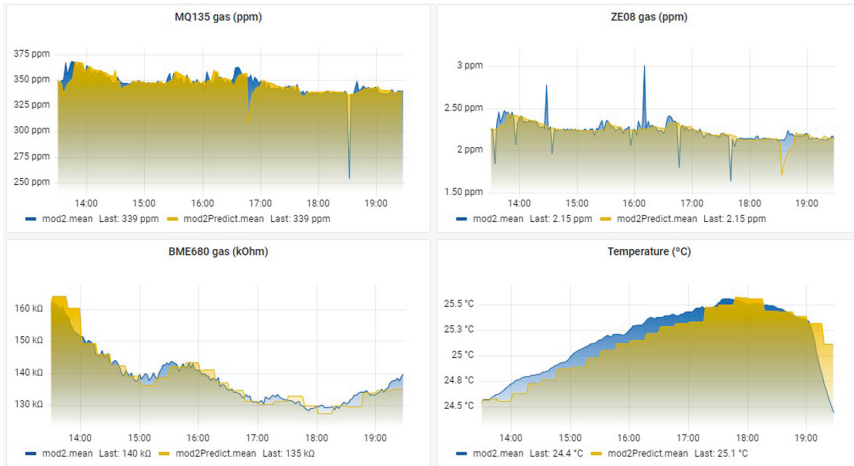 MQ135 gas (ppm)
375 ppm
350 ppm
325 ppm
300 ppm
275 ppm
250 ppm
14:00 15:00 16:00 17:00 18:00 19:00
mod2.mean Last: 339 ppm mod2Predict.mean Last: 339 ppm
ZE08 gas (ppm)
3 ppm
2.50 ppm
2 ppm
1.50 ppm
14:00 15:00 16:00 17:00 18:00 19:00
mod2.mean Last: 2.15 ppm mod2Predict.mean Last: 2.15 ppm
BME680 gas (kOhm)
160 kΩ
150 kΩ
140 kΩ
130 kΩ
14:00 15:00 16:00 17:00 18:00 19:00
mod2.mean Last: 140 kΩ mod2Predict.mean Last: 135 kΩ
Temperature (ºC)
25.5 °C
25.3 °C
25 °C
24.8 °C
24.5 °C
14:00 15:00 16:00 17:00 18:00 19:00
mod2.mean Last: 24.4 °C mod2Predict.mean Last: 25.1 °C